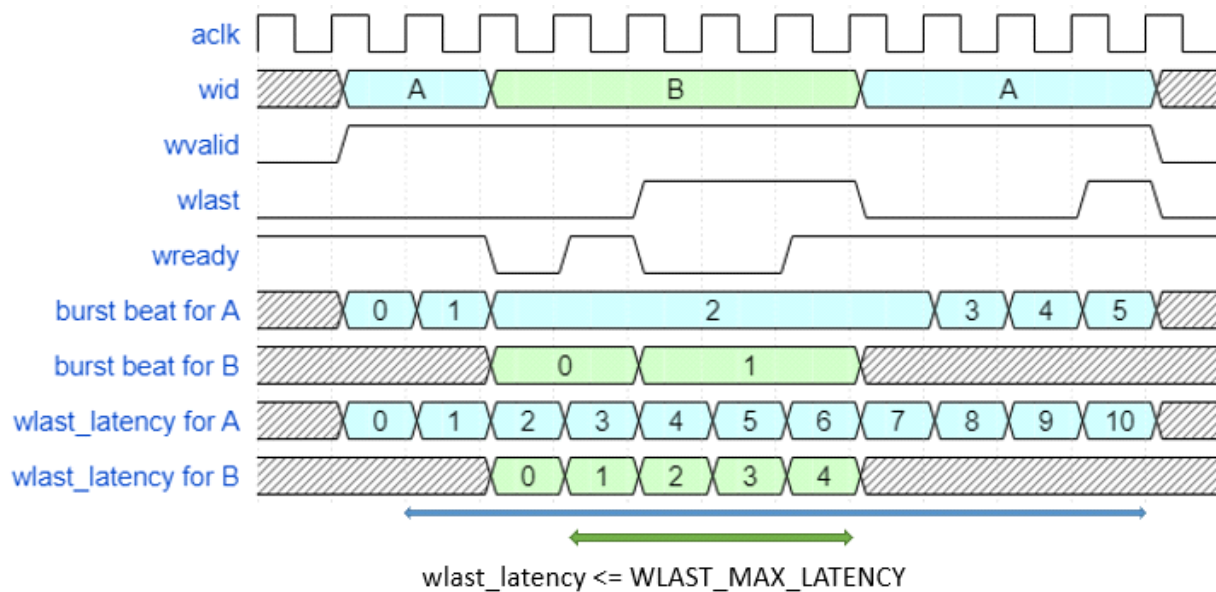 aclk
wid A B A
wvalid
wlast
wready
burst beat for A 0 1 2 3 4 5
burst beat for B 0 1
wlast_latency for A 0 1 2 3 4 5 6 7 8 9 10
wlast_latency for B 0 1 2 3 4
wlast_latency <= WLAST_MAX_LATENCY